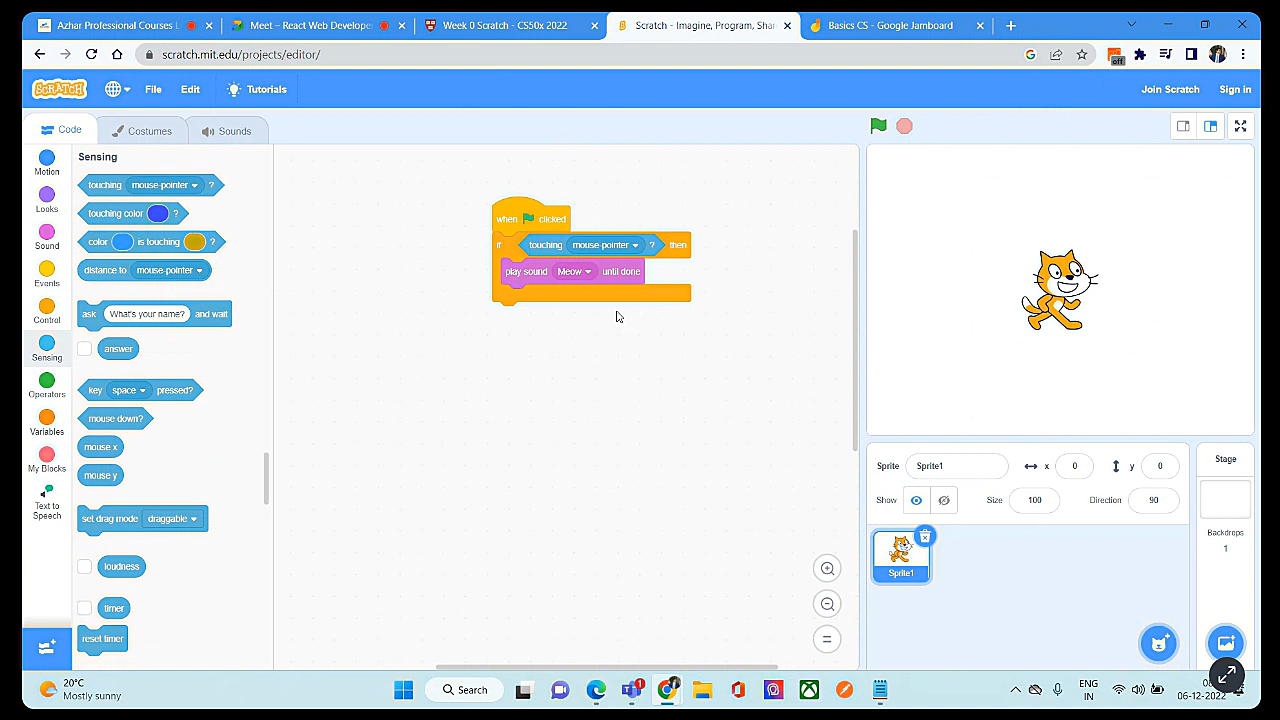 Azhar Professional Courses L
Meet – React Web Develope
Week 0 Scratch - CS50x 2022
Scratch - Imagine, Program, Sha
Basics CS - Google Jamboard
scratch.mit.edu/projects/editor/
off
SCRATCH
File
Edit
Tutorials
Join Scratch
Sign in
Code
Costumes
Sounds
Motion
Looks
Sound
Events
Control
Sensing
Operators
Variables
My Blocks
Text to
Speech
Sensing
touching mouse-pointer ?
touching color ?
color is touching ?
distance to mouse-pointer
ask What's your name? and wait
answer
key space pressed?
mouse down?
mouse x
mouse y
set drag mode draggable
loudness
timer
reset timer
when clicked
if touching mouse-pointer ? then
play sound Meow until done
Sprite Sprite1 x 0 y 0
Show Size 100 Direction 90
Sprite1
Stage
Backdrops
1
20°C
Mostly sunny
Search
1
ENG
IN
06-12-2022